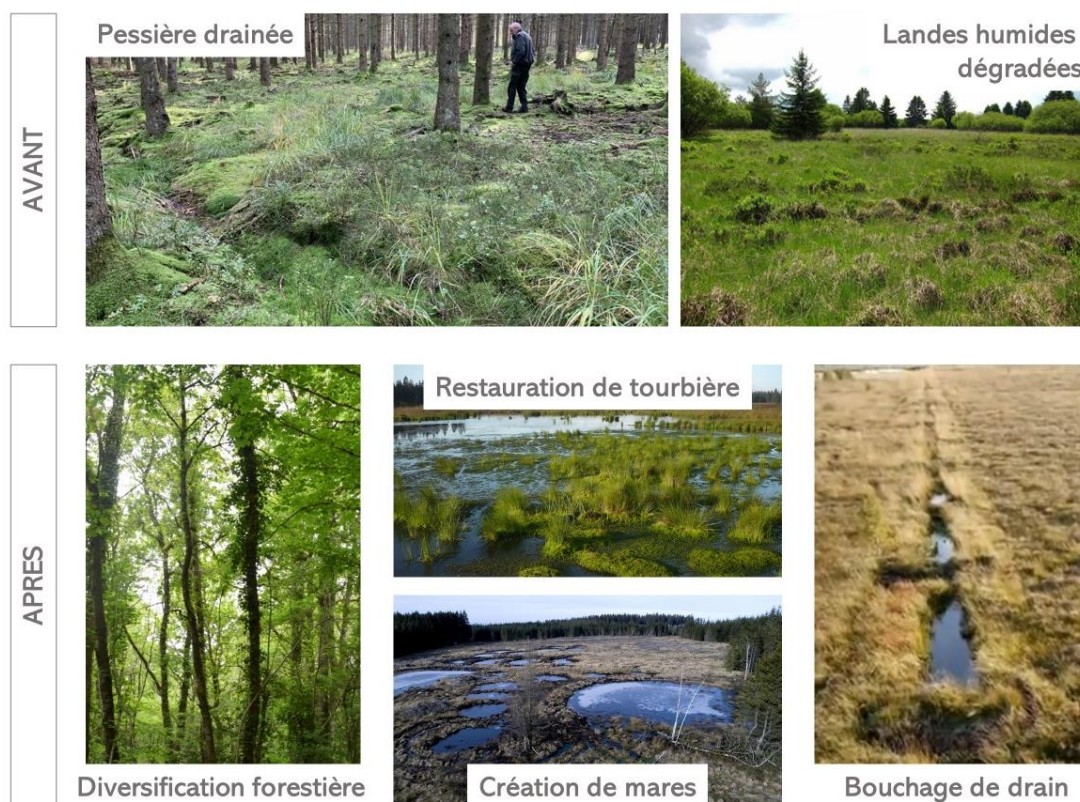 AVANT
Pessière drainée
Landes humides
dégradées
APRES
Restauration de tourbière
Diversification forestière
Création de mares
Bouchage de drain